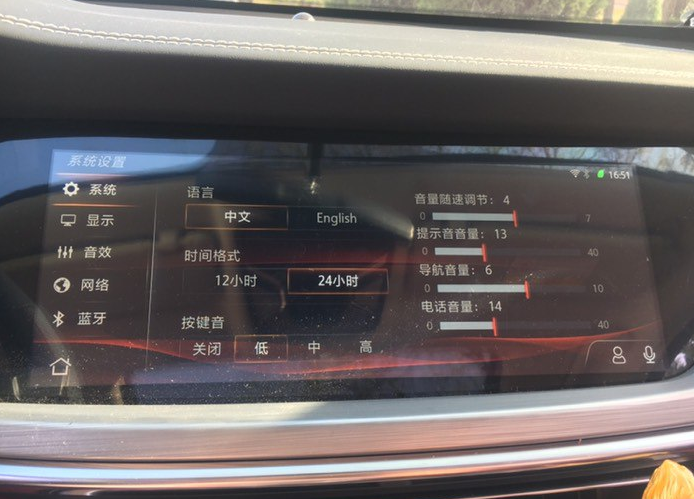 系统设置
16:51
系统
显示
音效
网络
蓝牙
语言
中文 English
时间格式
12小时 24小时
按键音
关闭 低 中 高
音量随速调节：4
0 7
提示音音量：13
0 40
导航音量：6
0 10
电话音量：14
0 40